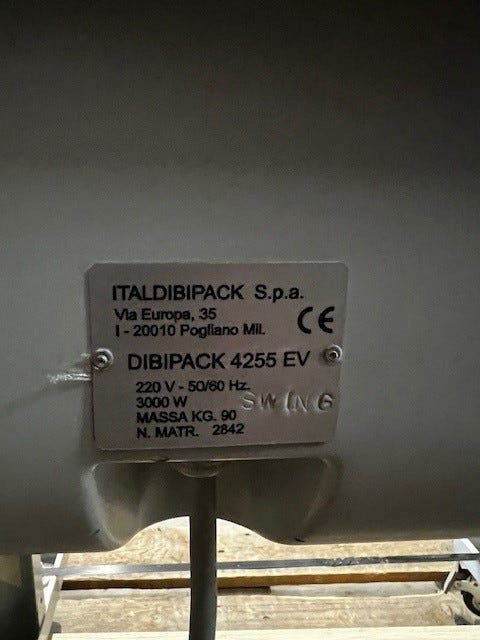 ITALDIBIPACK S.p.a.
Via Europa, 35
I - 20010 Pogliano Mil.
CE
DIBIPACK 4255 EV
220 V - 50/60 Hz.
3000 W SWING
MASSA KG. 90
N. MATR. 2842